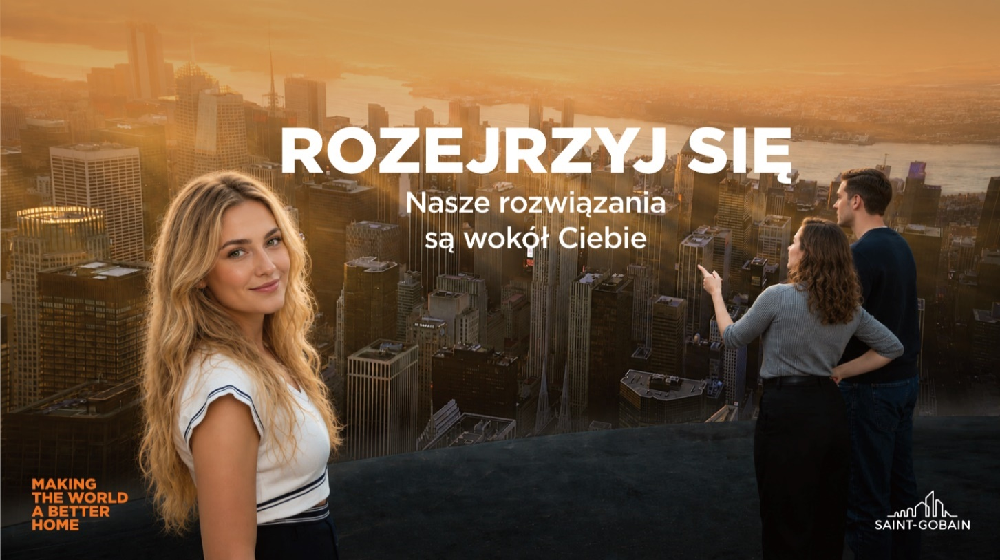 ROZEJRZYJ SIĘ
Nasze rozwiązania
są wokół Ciebie
MAKING
THE WORLD
A BETTER
HOME
SAINT-GOBAIN